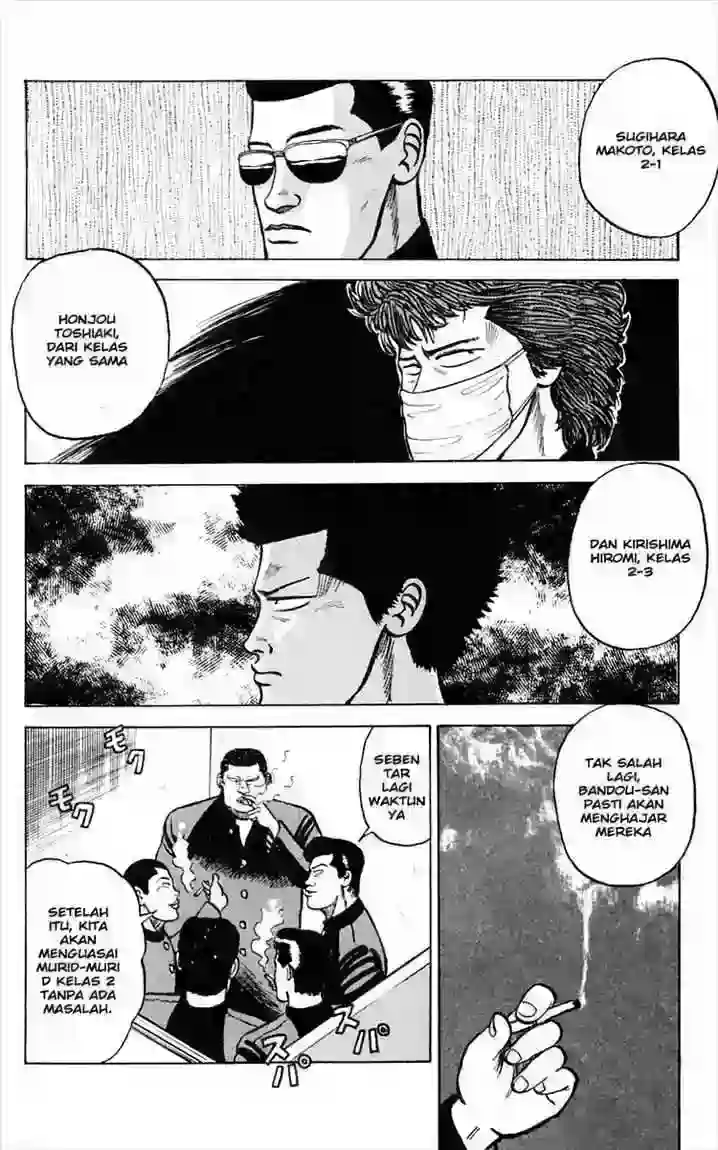 SUGIHARA
MAKOTO, KELAS
2-1
HONJOU
TOSHIAKI,
DARI KELAS
YANG SAMA
DAN KIRISHIMA
HIROMI, KELAS
2-3
TAK SALAH
LAGI,
BANDOU-SAN
PASTI AKAN
MENGHAJAR
MEREKA
SEBEN
TAR
LAGI
WAKTUN
YA
モク
モク
SETELAH
ITU, KITA
AKAN
MENGUASAI
MURID-MURI
D KELAS 2
TANPA ADA
MASALAH.
スパ
スパ